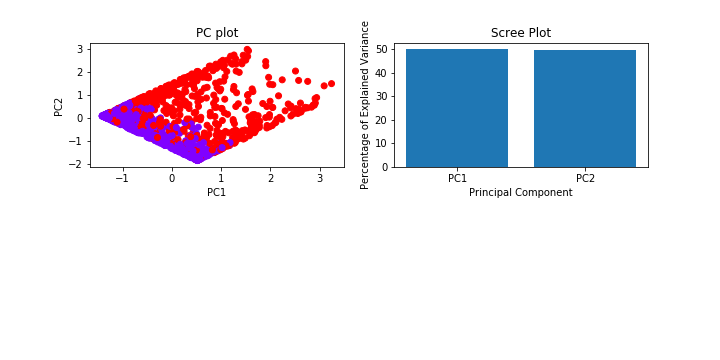 PC plot
PC2
3
2
1
0
−1
−2
−1 0 1 2 3
PC1
Scree Plot
Percentage of Explained Variance
50
40
30
20
10
0
PC1 PC2
Principal Component